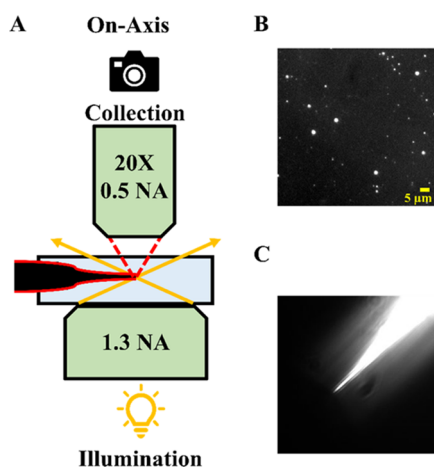 A
On-Axis
Collection
20X
0.5 NA
1.3 NA
Illumination
B
5 μm
C